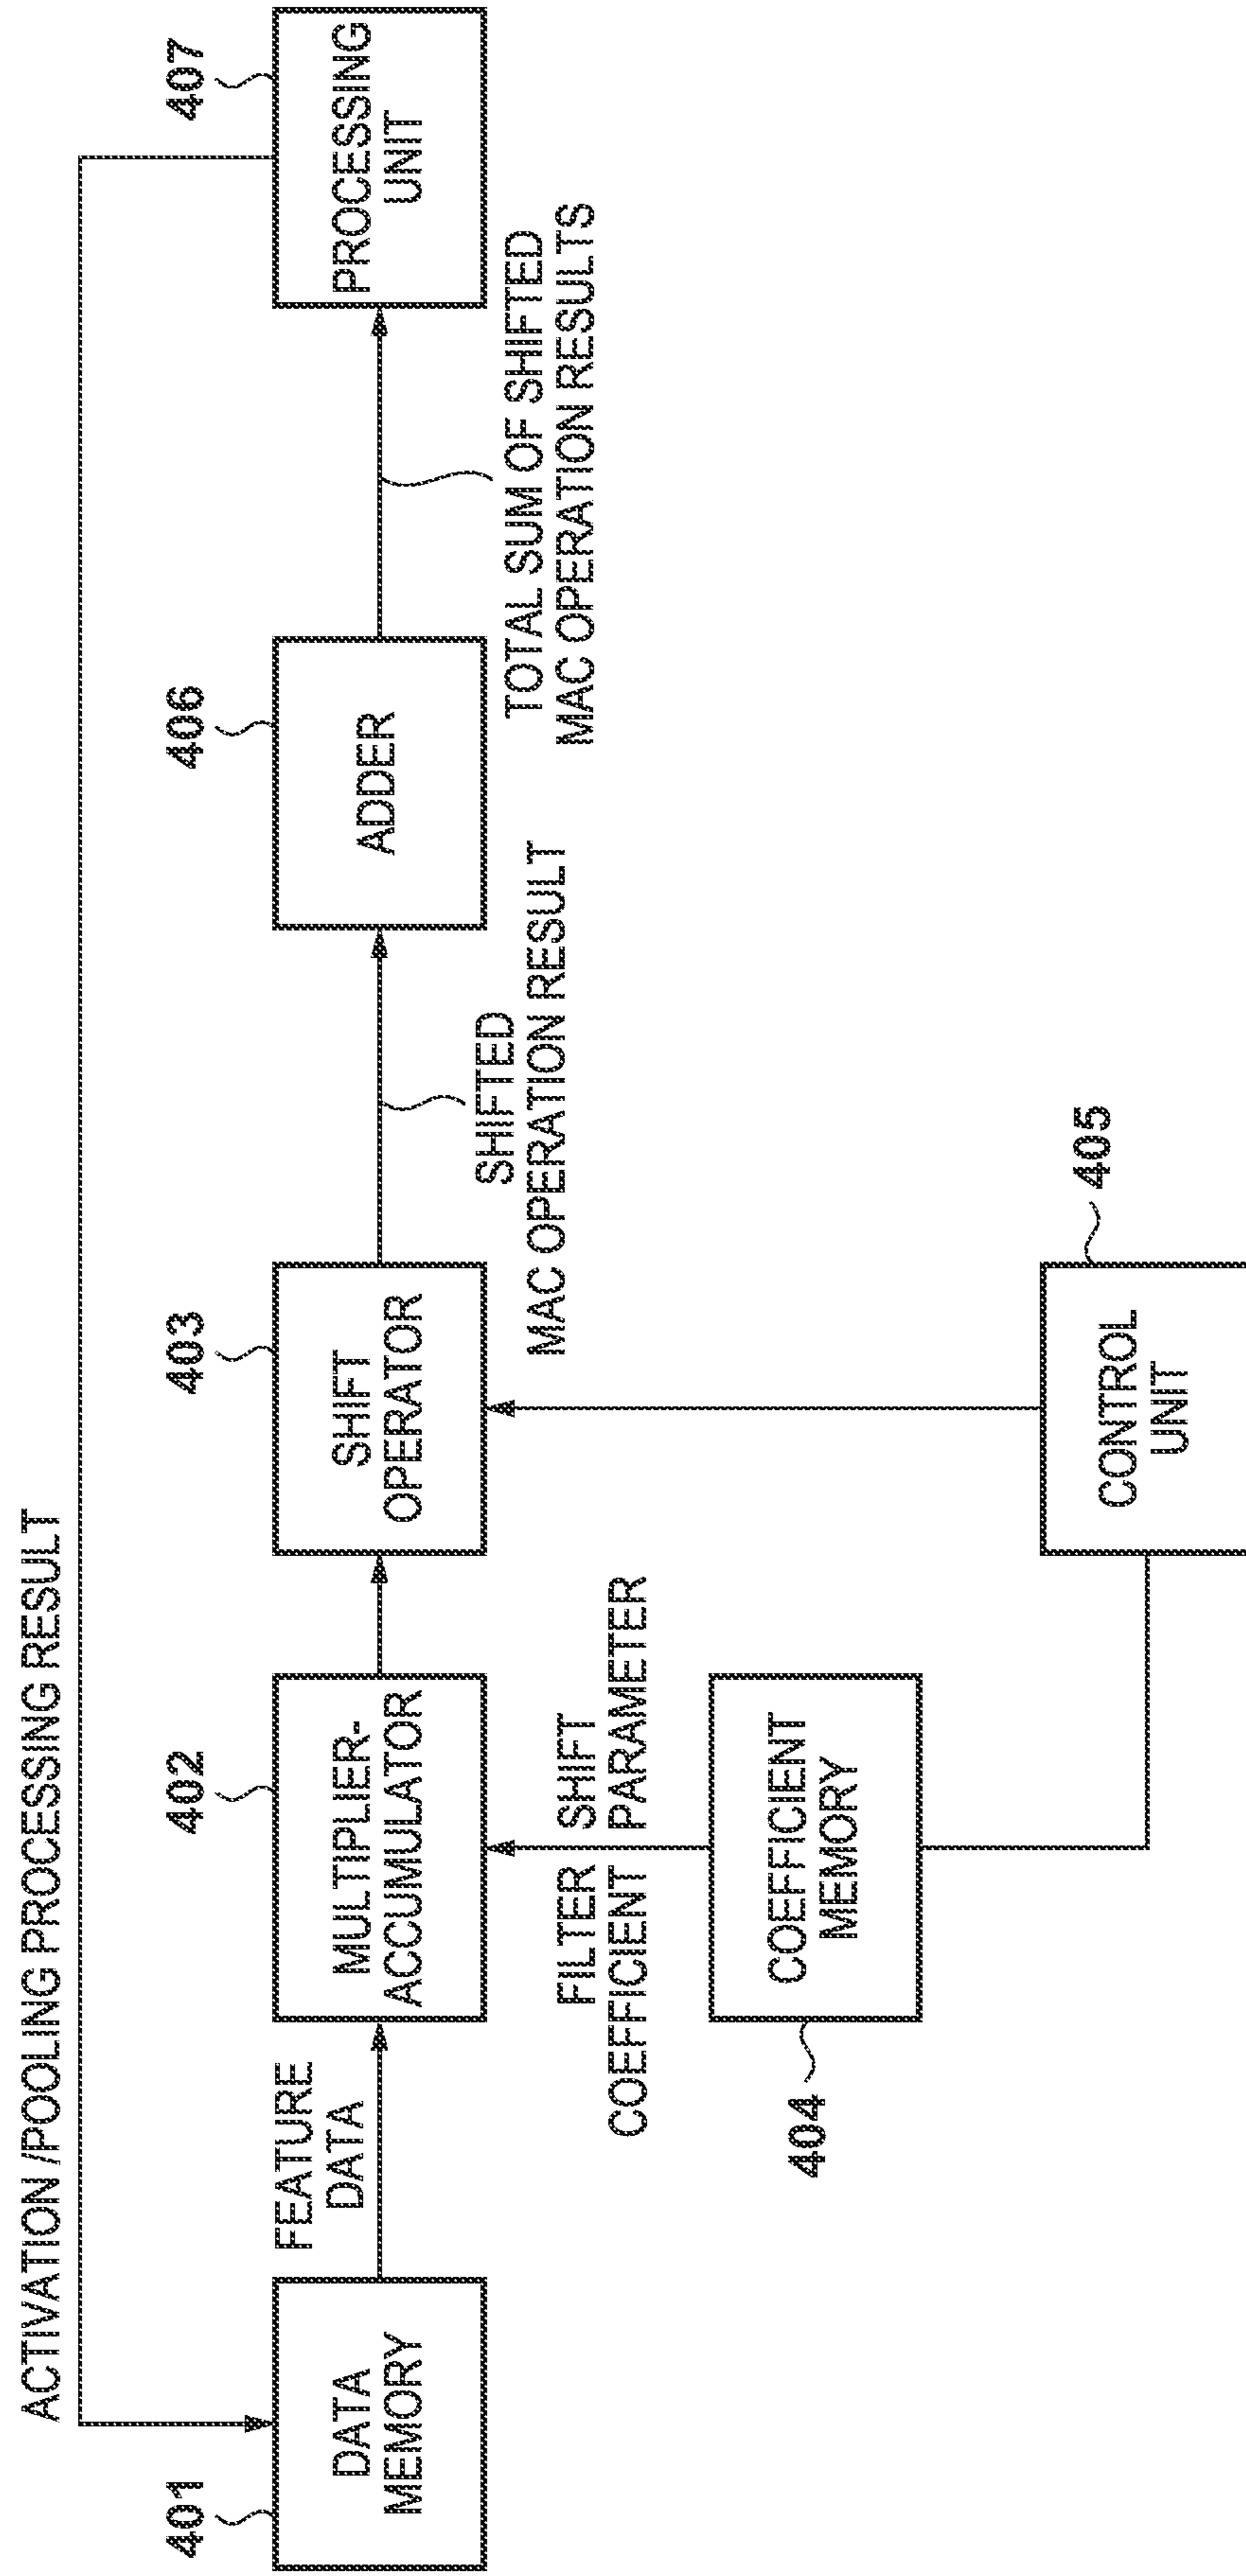 ACTIVATION /POOLING PROCESSING RESULT
401
DATA
MEMORY
FEATURE
DATA
402
MULTIPLIER-
ACCUMULATOR
403
SHIFT
OPERATOR
SHIFTED
MAC OPERATION RESULT
406
ADDER
TOTAL SUM OF SHIFTED
MAC OPERATION RESULTS
407
PROCESSING
UNIT
FILTER
COEFFICIENT
SHIFT
PARAMETER
404
COEFFICIENT
MEMORY
405
CONTROL
UNIT